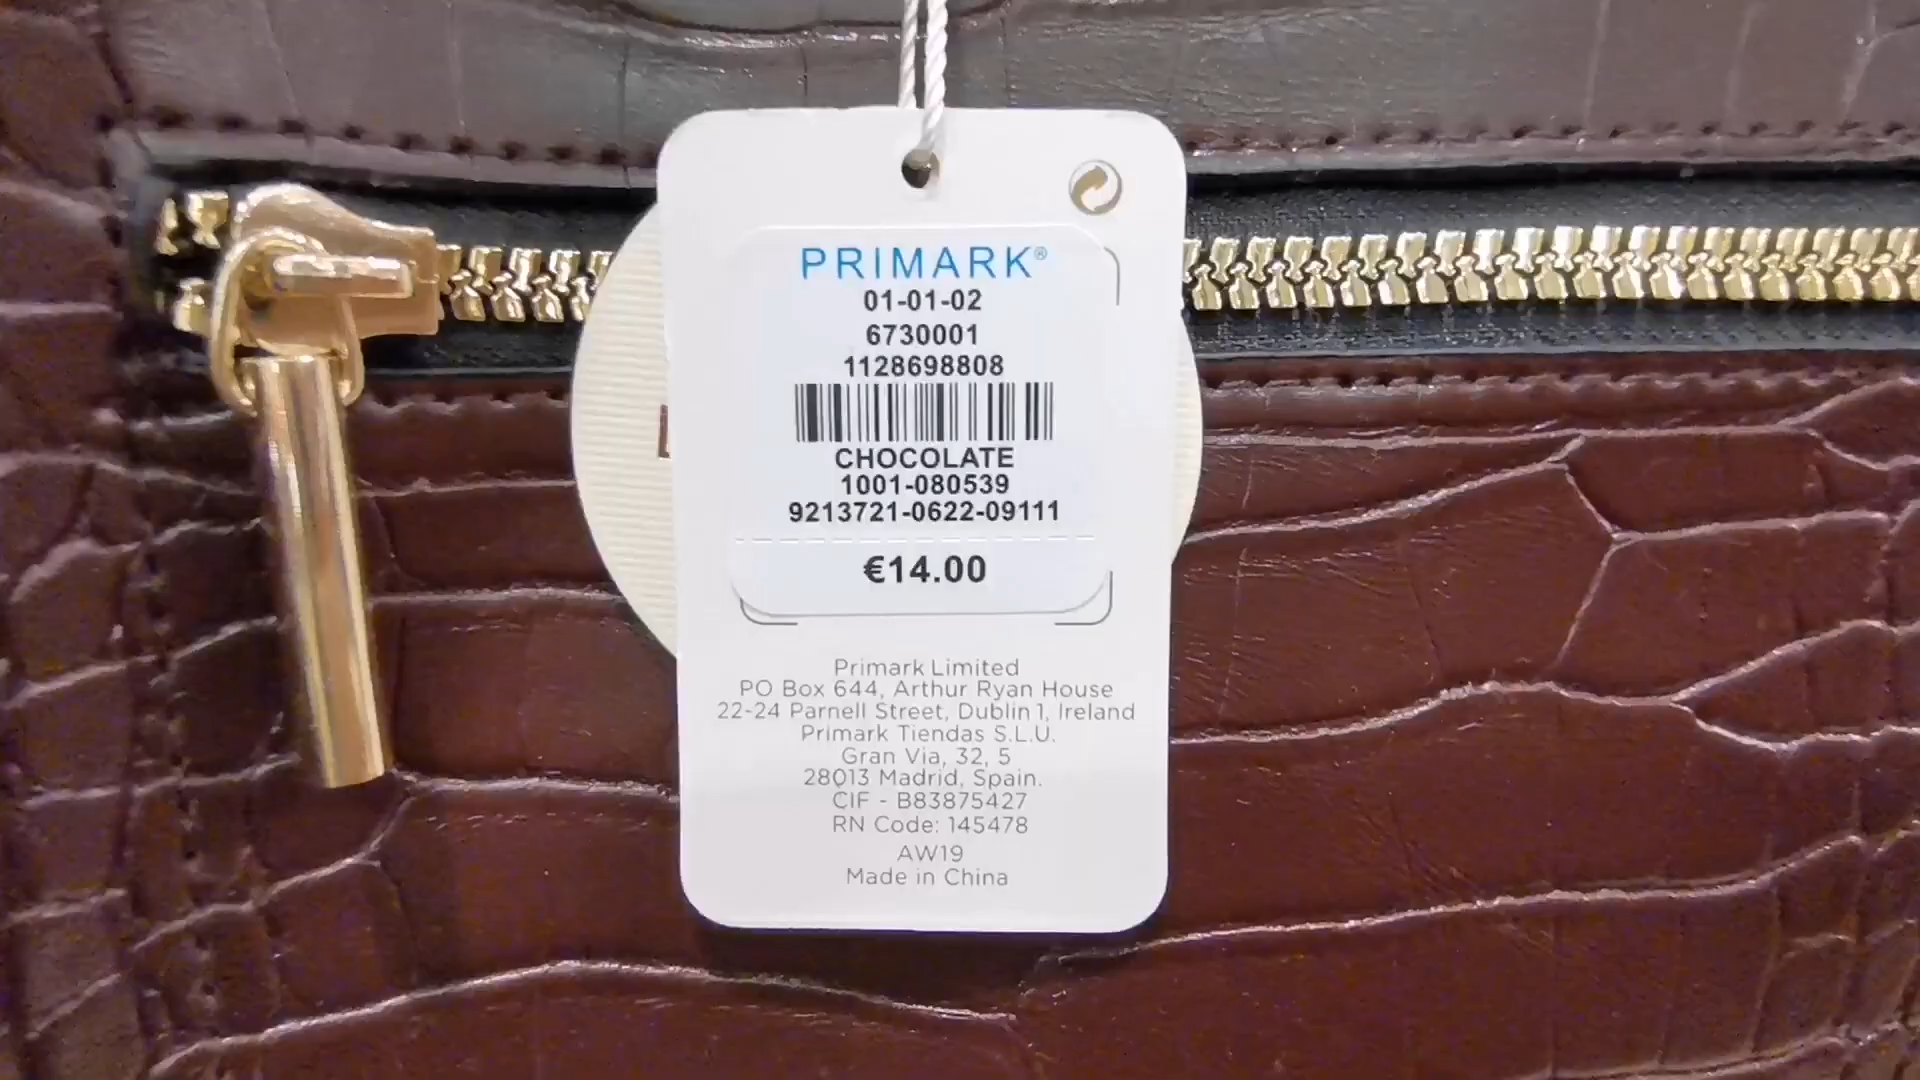 PRIMARK®
01-01-02
6730001
1128698808
CHOCOLATE
1001-080539
9213721-0622-09111
€14.00
Primark Limited
PO Box 644, Arthur Ryan House
22-24 Parnell Street, Dublin 1, Ireland
Primark Tiendas S.L.U.
Gran Via, 32, 5
28013 Madrid, Spain.
CIF - B83875427
RN Code: 145478
AW19
Made in China